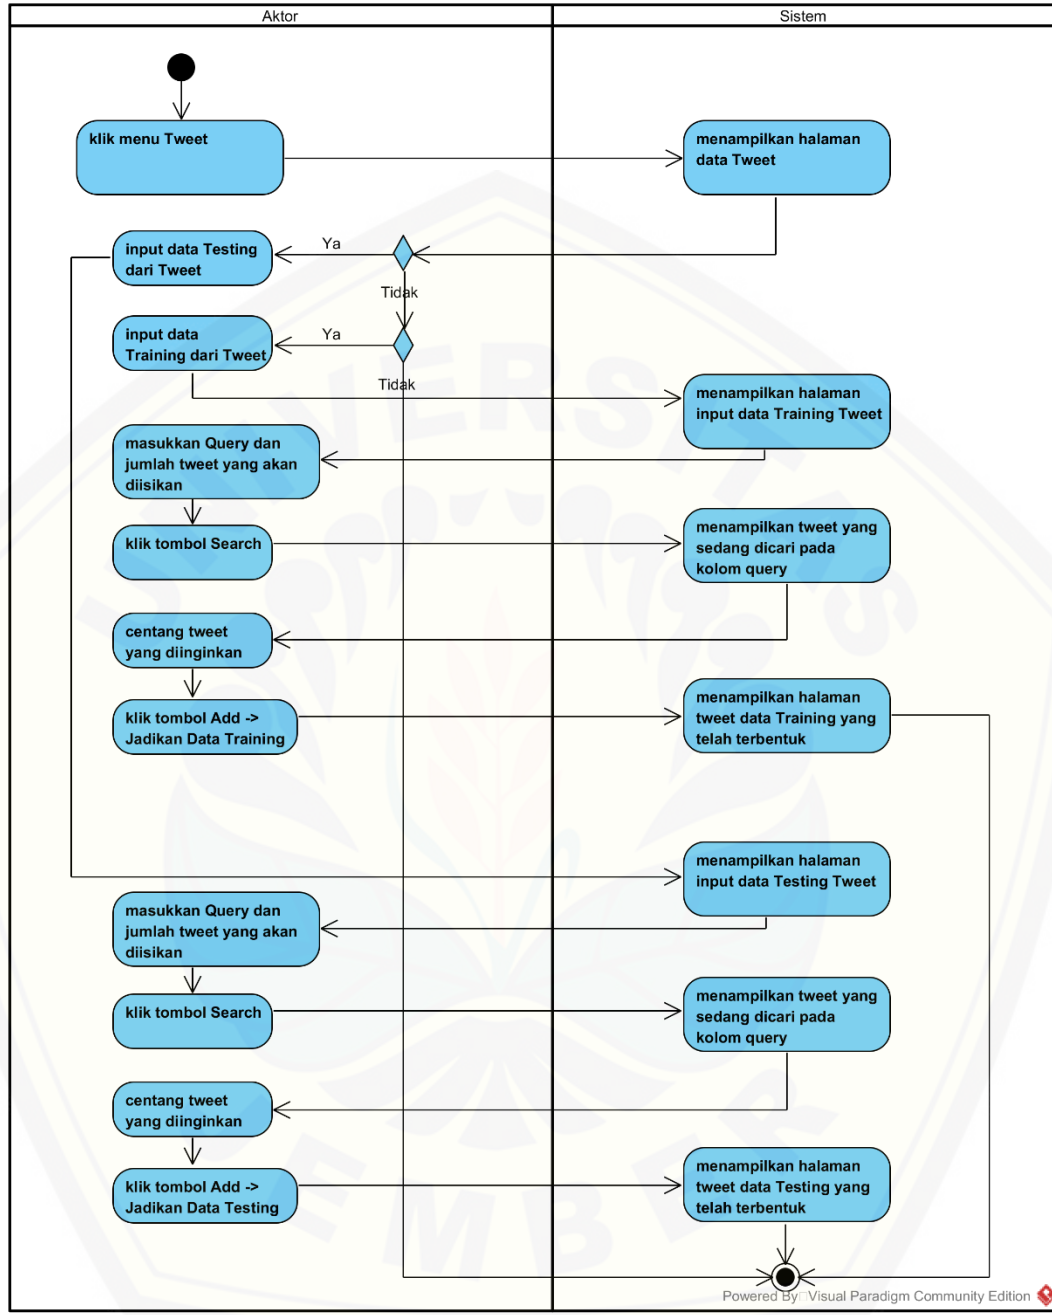 Aktor
Sistem
klik menu Tweet
menampilkan halaman
data Tweet
input data Testing
dari Tweet
Ya
Tidak
input data
Training dari Tweet
Ya
Tidak
menampilkan halaman
input data Training Tweet
masukkan Query dan
jumlah tweet yang akan
diisikan
klik tombol Search
menampilkan tweet yang
sedang dicari pada
kolom query
centang tweet
yang diinginkan
klik tombol Add ->
Jadikan Data Training
menampilkan halaman
tweet data Training yang
telah terbentuk
menampilkan halaman
input data Testing Tweet
masukkan Query dan
jumlah tweet yang akan
diisikan
klik tombol Search
menampilkan tweet yang
sedang dicari pada
kolom query
centang tweet
yang diinginkan
klik tombol Add ->
Jadikan Data Testing
menampilkan halaman
tweet data Testing yang
telah terbentuk
Powered By Visual Paradigm Community Edition
UNIVERSITAS
JEMBER